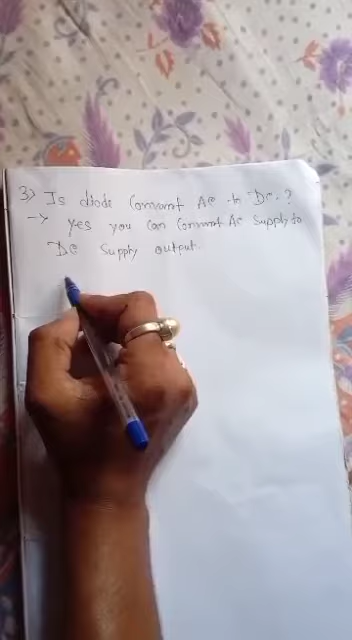 3) Is diode Convert AC to DC.?
→ yes you can Convert AC Supply to
DC Supply output.